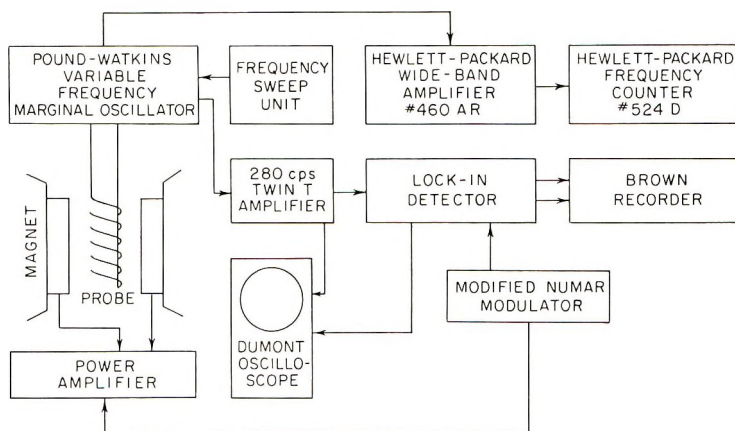 POUND-WATKINS
VARIABLE
FREQUENCY
MARGINAL OSCILLATOR
FREQUENCY
SWEEP
UNIT
HEWLETT-PACKARD
WIDE-BAND
AMPLIFIER
#460 AR
HEWLETT-PACKARD
FREQUENCY
COUNTER
#524 D
280 cps
TWIN T
AMPLIFIER
LOCK-IN
DETECTOR
BROWN
RECORDER
MAGNET
PROBE
MODIFIED NUMAR
MODULATOR
DUMONT
OSCILLO-
SCOPE
POWER
AMPLIFIER